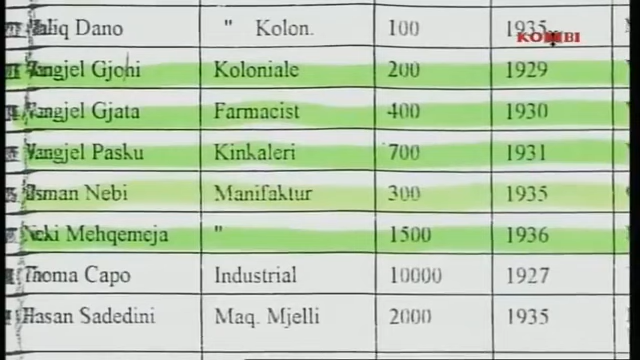 Haliq Dano " Kolon. 100 1935
KOMBI
Vangjel Gjoni Koloniale 200 1929
Vangjel Gjata Farmacist 400 1930
Vangjel Pasku Kinkaleri 700 1931
Usman Nebi Manifaktur 300 1935
Mehqemeja " 1500 1936
Thoma Capo Industrial 10000 1927
Hasan Sadedini Maq. Mjelli 2000 1935